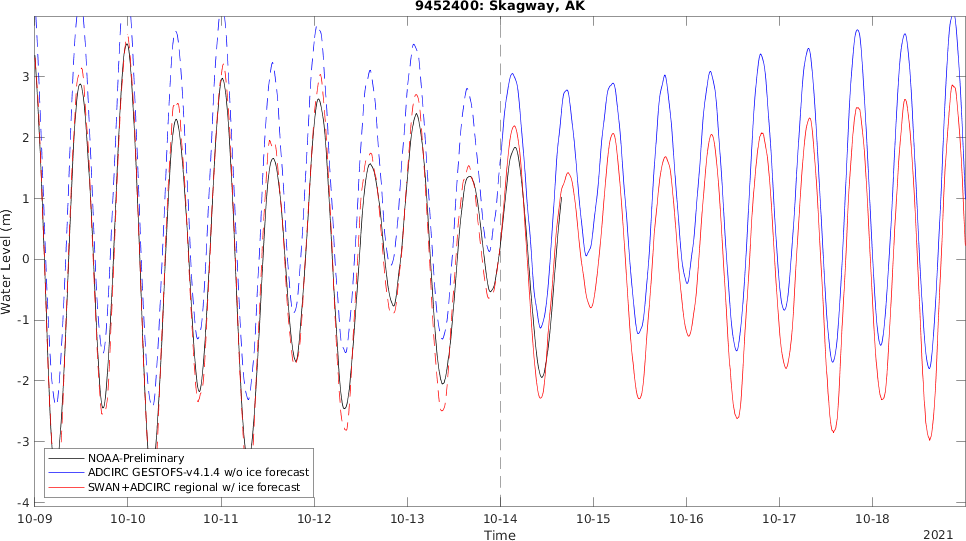 9452400: Skagway, AK
Water Level (m)
3
2
1
0
-1
-2
-3
-4
NOAA-Preliminary
ADCIRC GESTOFS-v4.1.4 w/o ice forecast
SWAN+ADCIRC regional w/ ice forecast
10-09 10-10 10-11 10-12 10-13 10-14 10-15 10-16 10-17 10-18
Time
2021